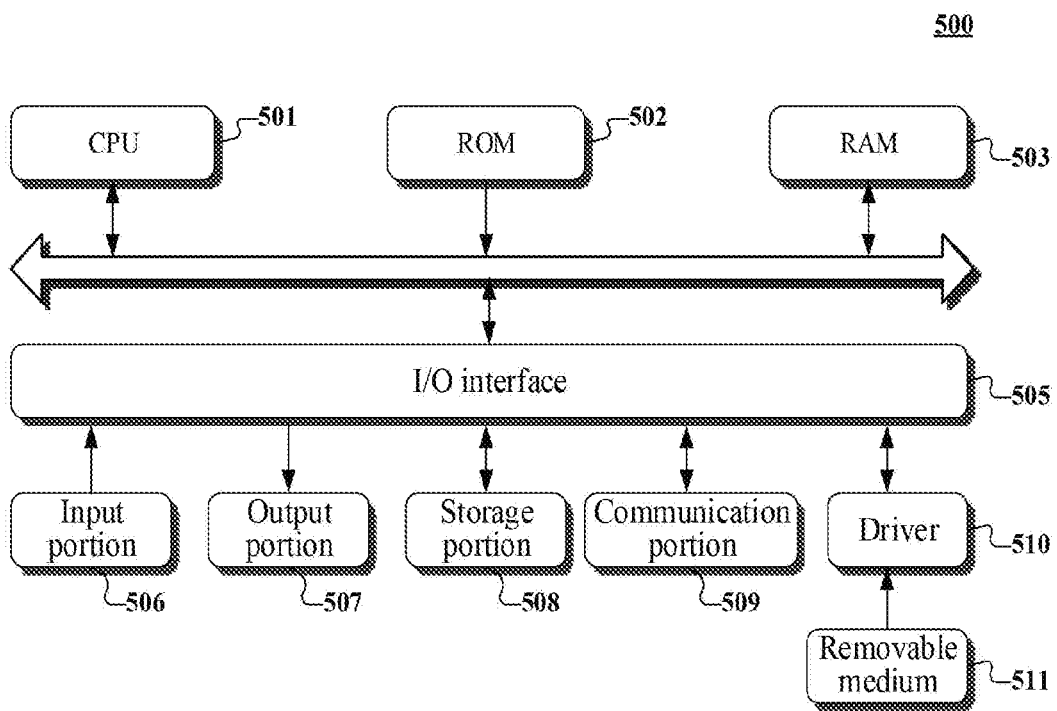 500
CPU
501
ROM
502
RAM
503
I/O interface
505
Input
portion
506
Output
portion
507
Storage
portion
508
Communication
portion
509
Driver
510
Removable
medium
511